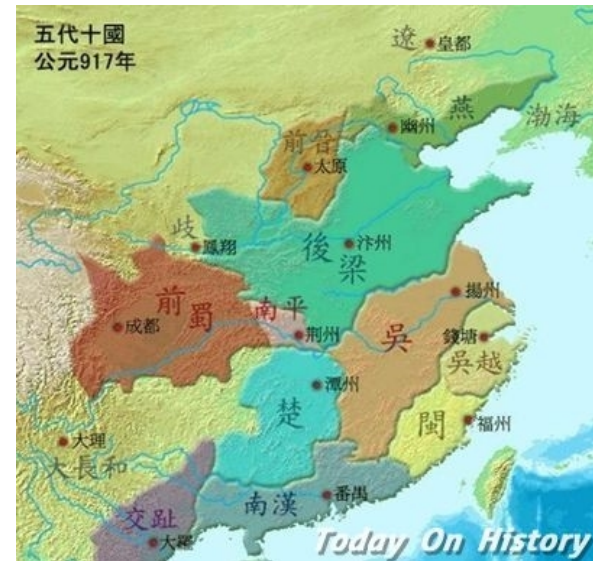 五代十國
公元917年
遼
皇都
燕
渤海
幽州
前晉
太原
岐
鳳翔
後梁
汴州
前蜀
成都
南平
荆州
吳
揚州
錢塘
吳越
楚
潭州
閩
福州
大理
大長和
南漢
番禺
交趾
大羅
Today On History